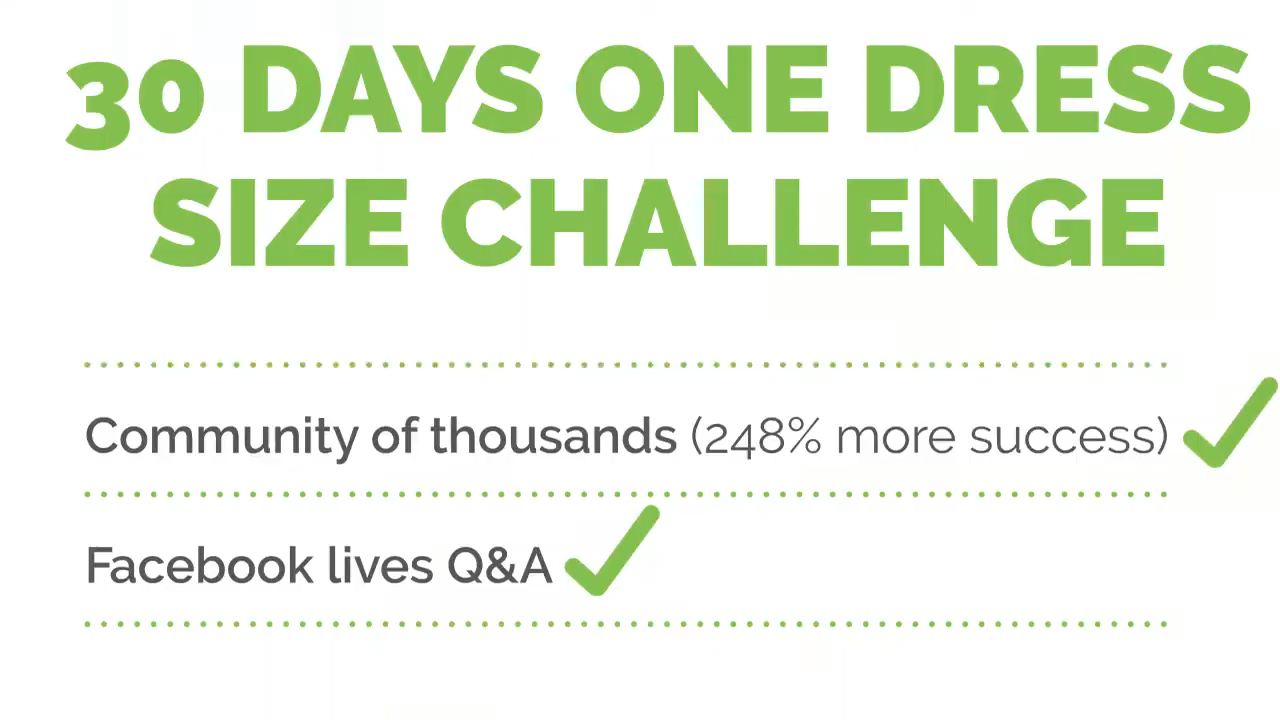 30 DAYS ONE DRESS
SIZE CHALLENGE
Community of thousands (248% more success)
Facebook lives Q&A